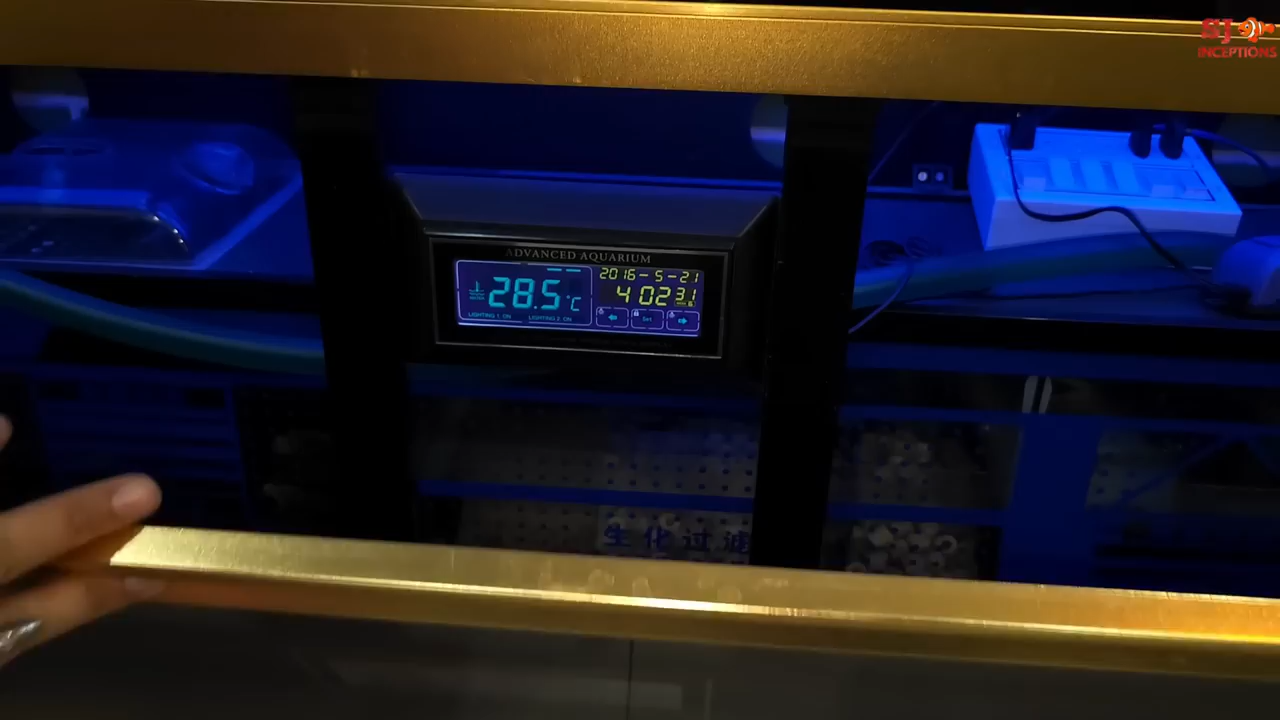 SJ
INCEPTIONS
ADVANCED AQUARIUM
28.5 °C
LIGHTING 1. ON LIGHTING 2. ON
2016-5-21
4 02 31
Set
生化过滤